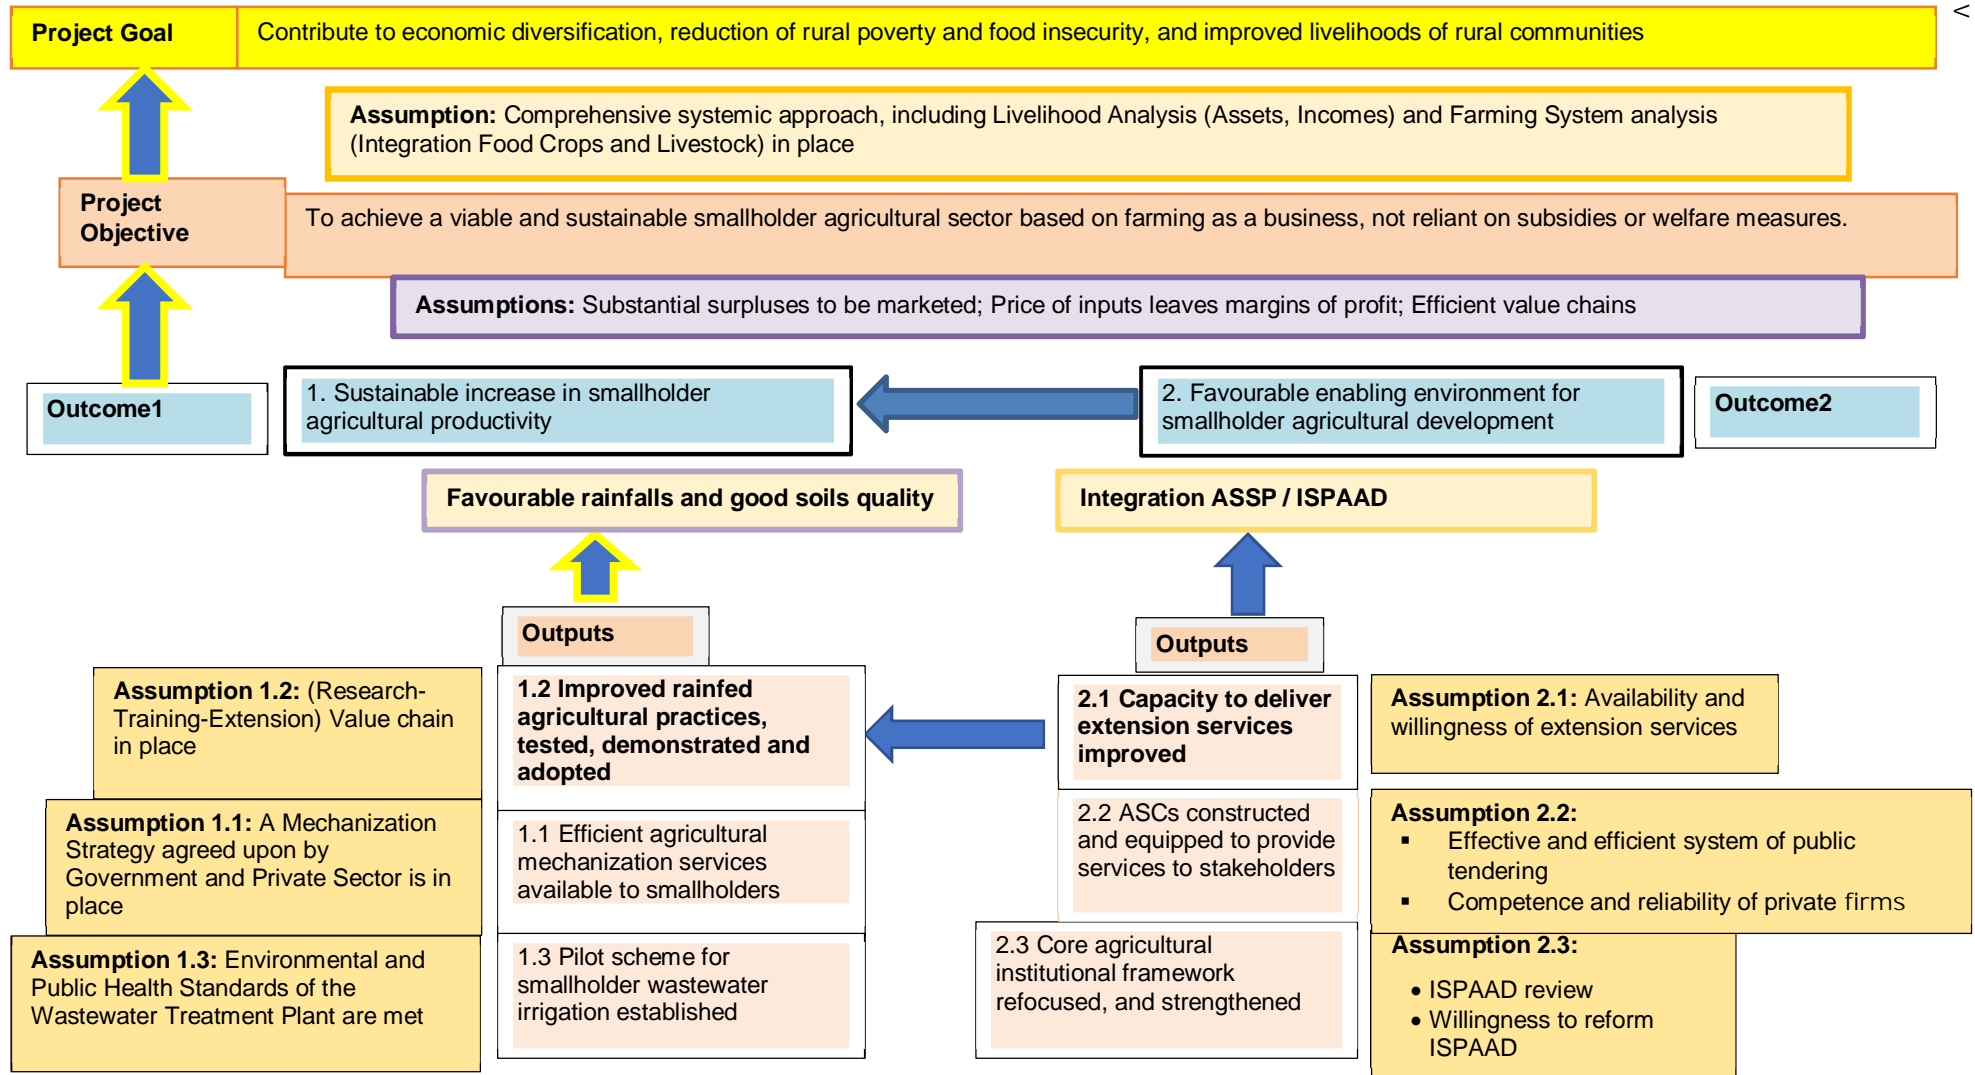 <
Project Goal
Contribute to economic diversification, reduction of rural poverty and food insecurity, and improved livelihoods of rural communities
Assumption: Comprehensive systemic approach, including Livelihood Analysis (Assets, Incomes) and Farming System analysis
(Integration Food Crops and Livestock) in place
Project
Objective
To achieve a viable and sustainable smallholder agricultural sector based on farming as a business, not reliant on subsidies or welfare measures.
Assumptions: Substantial surpluses to be marketed; Price of inputs leaves margins of profit; Efficient value chains
Outcome1
1. Sustainable increase in smallholder
agricultural productivity
2. Favourable enabling environment for
smallholder agricultural development
Outcome2
Favourable rainfalls and good soils quality
Integration ASSP / ISPAAD
Outputs
Outputs
Assumption 1.2: (Research-
Training-Extension) Value chain
in place
1.2 Improved rainfed
agricultural practices,
tested, demonstrated and
adopted
2.1 Capacity to deliver
extension services
improved
Assumption 2.1: Availability and
willingness of extension services
Assumption 1.1: A Mechanization
Strategy agreed upon by
Government and Private Sector is in
place
1.1 Efficient agricultural
mechanization services
available to smallholders
2.2 ASCs constructed
and equipped to provide
services to stakeholders
Assumption 2.2:
▪ Effective and efficient system of public
tendering
▪ Competence and reliability of private firms
Assumption 1.3: Environmental and
Public Health Standards of the
Wastewater Treatment Plant are met
1.3 Pilot scheme for
smallholder wastewater
irrigation established
2.3 Core agricultural
institutional framework
refocused, and strengthened
Assumption 2.3:
• ISPAAD review
• Willingness to reform
ISPAAD